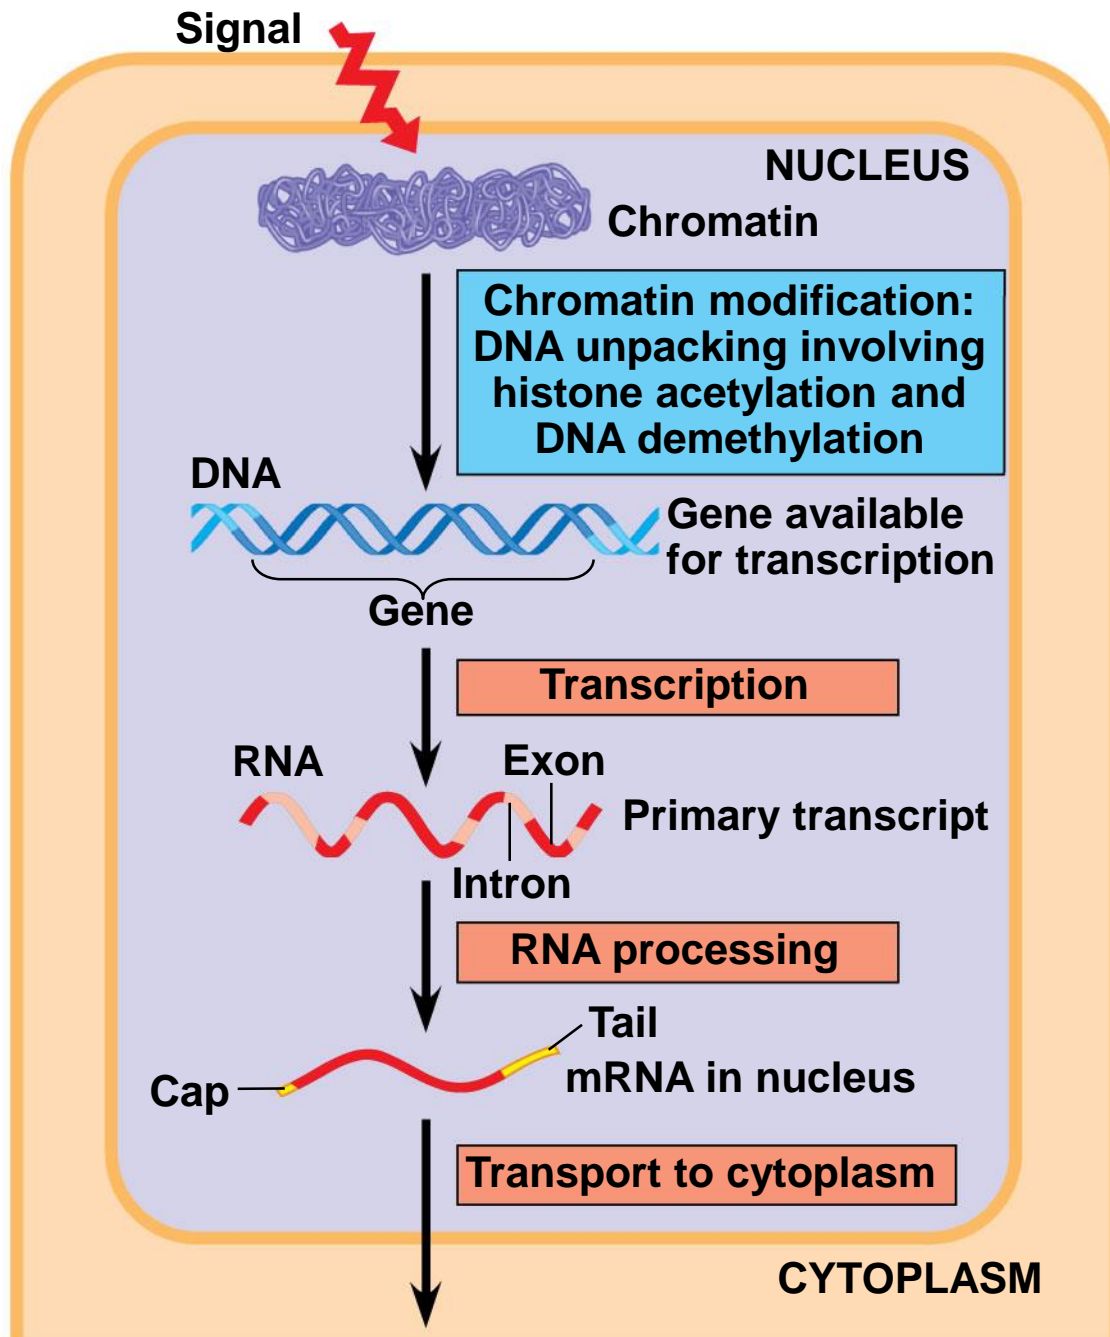 Signal
NUCLEUS
Chromatin
Chromatin modification:
DNA unpacking involving
histone acetylation and
DNA demethylation
DNA
Gene available
for transcription
Gene
Transcription
RNA
Exon
Primary transcript
Intron
RNA processing
Tail
mRNA in nucleus
Cap
Transport to cytoplasm
CYTOPLASM